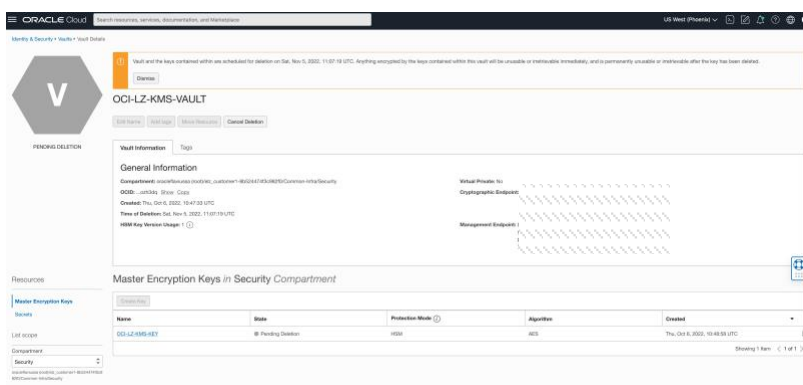 ORACLE Cloud
Search resources, services, documentation, and Marketplace
US West (Phoenix)
Identity & Security » Vaults » Vault Details
Vault and the keys contained within are scheduled for deletion on Sat, Nov 5, 2022, 11:07:19 UTC. Anything encrypted by the keys contained within this vault will be unusable or irretrievable immediately, and is permanently unusable or irretrievable after the key has been deleted.
Dismiss
V
PENDING DELETION
OCI-LZ-KMS-VAULT
Edit Name Add tags Move Resource Cancel Deletion
Vault Information Tags
General Information
Compartment:
OCID: Show Copy
Created: Thu, Oct 6, 2022, 10:47:33 UTC
Time of Deletion: Sat, Nov 5, 2022, 11:07:19 UTC
HSM Key Version Usage: 1
Virtual Private: No
Cryptographic Endpoint:
Management Endpoint:
Resources
Master Encryption Keys
Secrets
List scope
Compartment
Security
Master Encryption Keys in Security Compartment
Create Key
Name State Protection Mode Algorithm Created
OCI-LZ-KMS-KEY Pending Deletion HSM AES Thu, Oct 6, 2022, 10:48:58 UTC
Showing 1 Item < 1 of 1 >